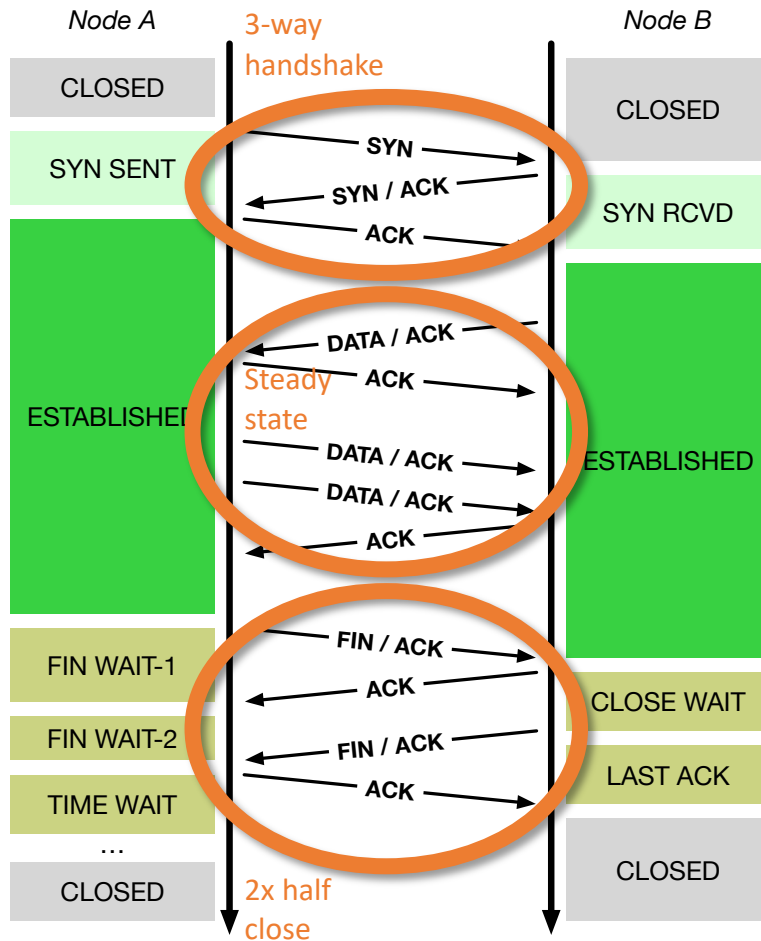 Node A
3-way
handshake
Node B
CLOSED
CLOSED
SYN
SYN SENT
SYN / ACK
SYN RCVD
ACK
DATA / ACK
ACK
Steady
state
ESTABLISHED
ESTABLISHED
DATA / ACK
DATA / ACK
ACK
FIN / ACK
FIN WAIT-1
ACK
CLOSE WAIT
FIN WAIT-2
FIN / ACK
LAST ACK
ACK
TIME WAIT
...
CLOSED
CLOSED
2x half
close